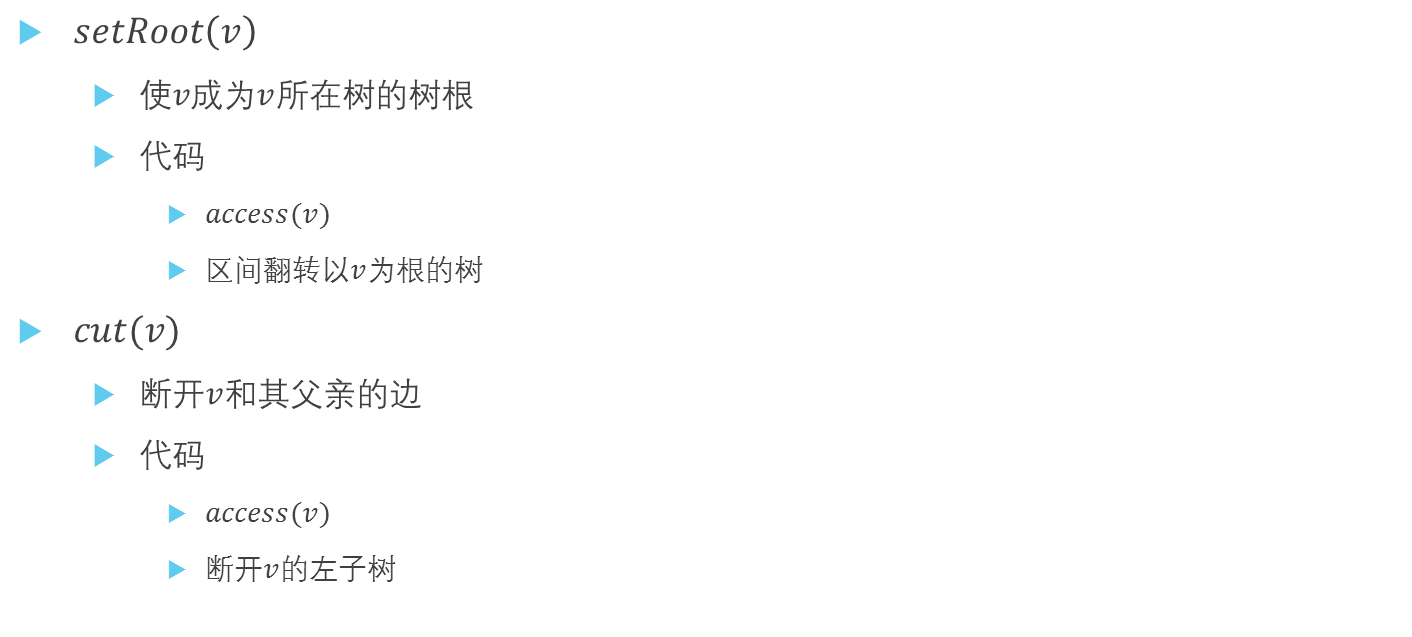 setRoot(v)
使v成为v所在树的树根
代码
access(v)
区间翻转以v为根的树
cut(v)
断开v和其父亲的边
代码
access(v)
断开v的左子树